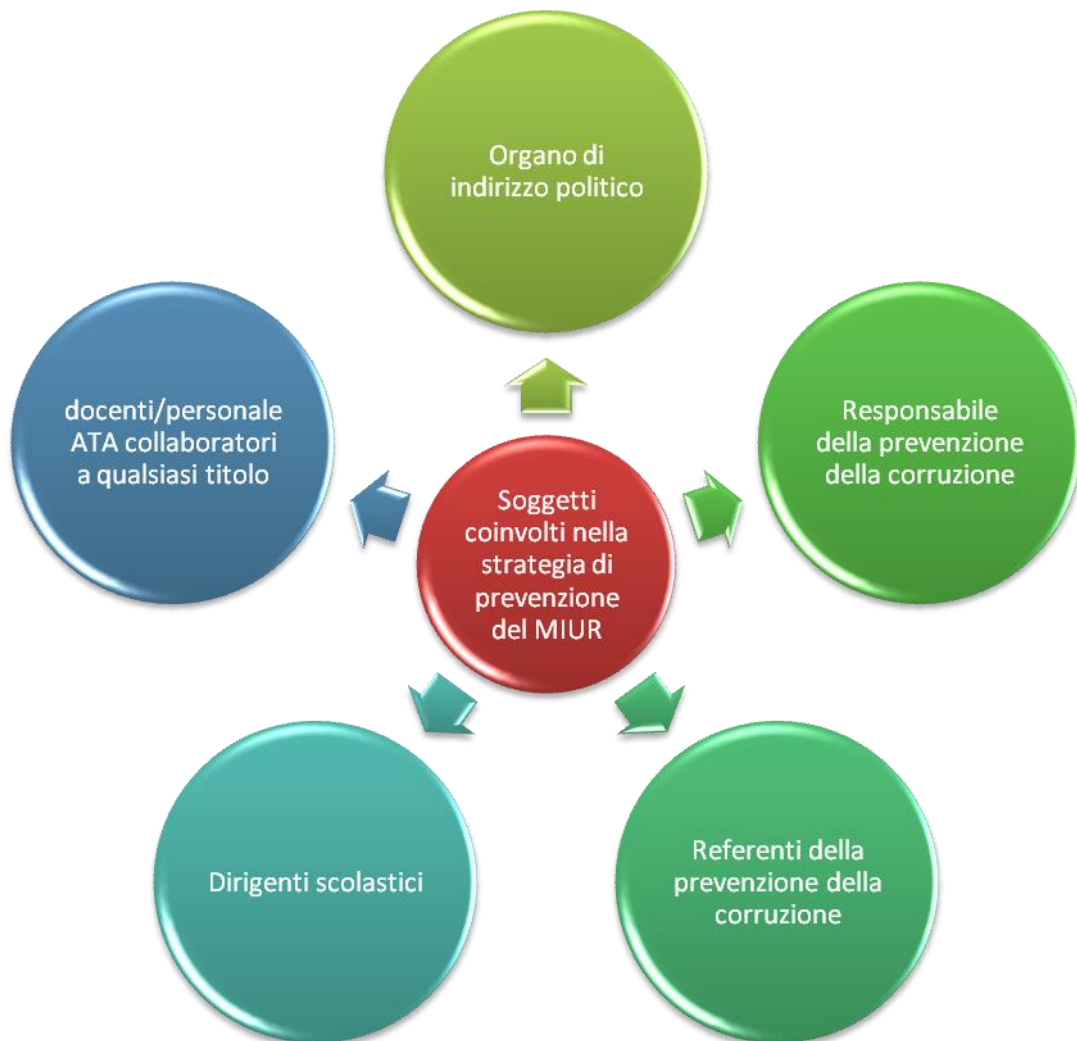 Organo di
indirizzo politico
docenti/personale
ATA collaboratori
a qualsiasi titolo
Responsabile
della prevenzione
della corruzione
Soggetti
coinvolti nella
strategia di
prevenzione
del MIUR
Dirigenti scolastici
Referenti della
prevenzione della
corruzione